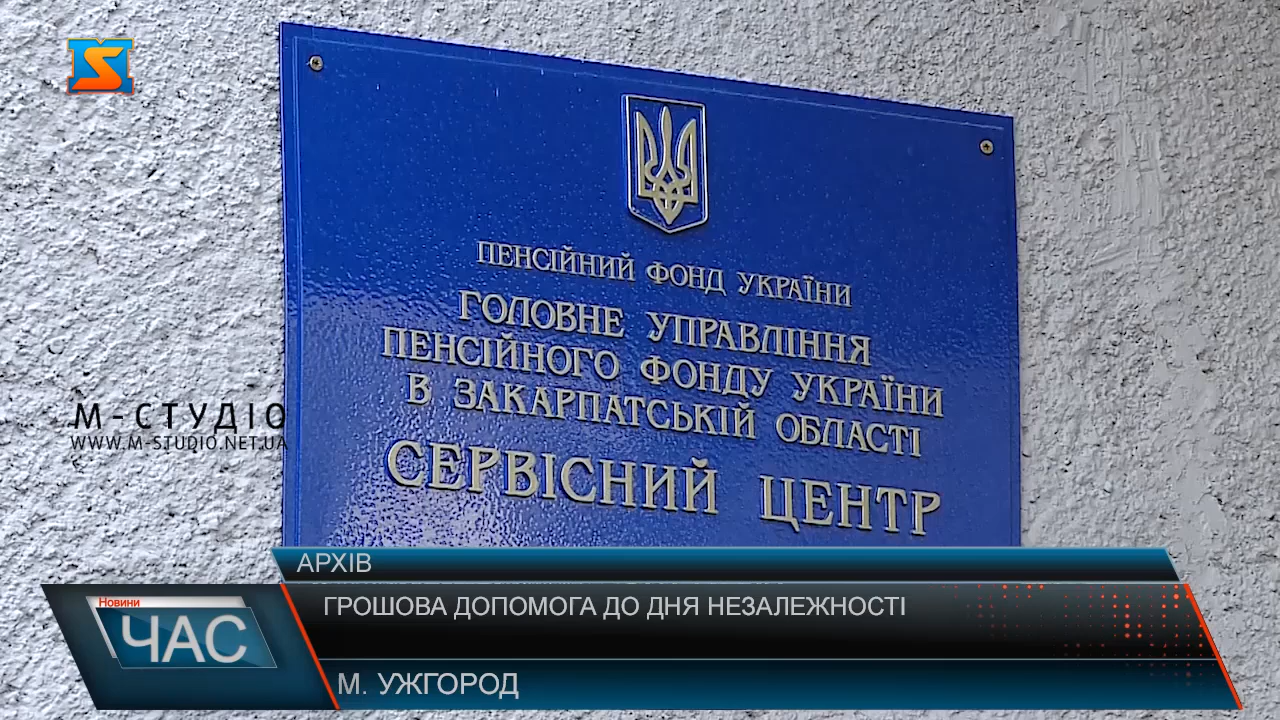 ПЕНСІЙНИЙ ФОНД УКРАЇНИ
ГОЛОВНЕ УПРАВЛІННЯ
ПЕНСІЙНОГО ФОНДУ УКРАЇНИ
В ЗАКАРПАТСЬКІЙ ОБЛАСТІ
СЕРВІСНИЙ ЦЕНТР
М-СТУДІО
WWW.M-STUDIO.NET.UA
АРХІВ
Новини
ЧАС
ГРОШОВА ДОПОМОГА ДО ДНЯ НЕЗАЛЕЖНОСТІ
М. УЖГОРОД